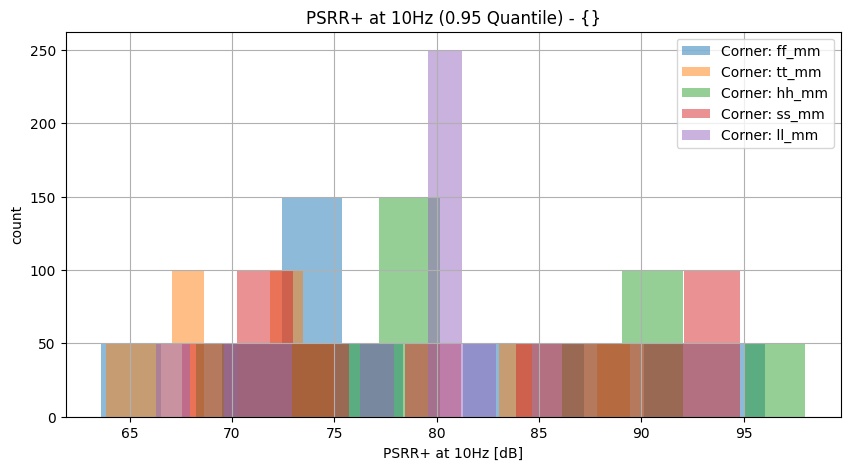 PSRR+ at 10Hz (0.95 Quantile) - {}
Corner: ff_mm
Corner: tt_mm
Corner: hh_mm
Corner: ss_mm
Corner: ll_mm
count
250
200
150
100
50
0
65 70 75 80 85 90 95
PSRR+ at 10Hz [dB]